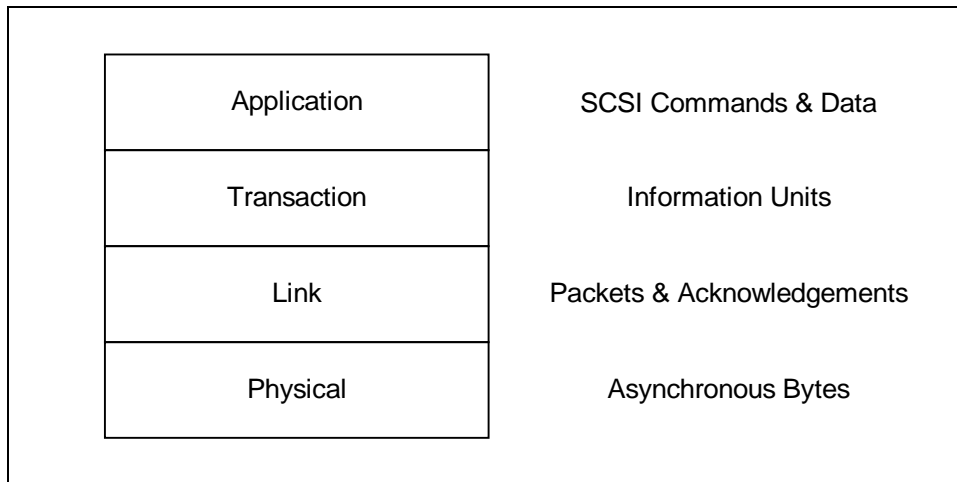 Application SCSI Commands & Data
Transaction Information Units
Link Packets & Acknowledgements
Physical Asynchronous Bytes